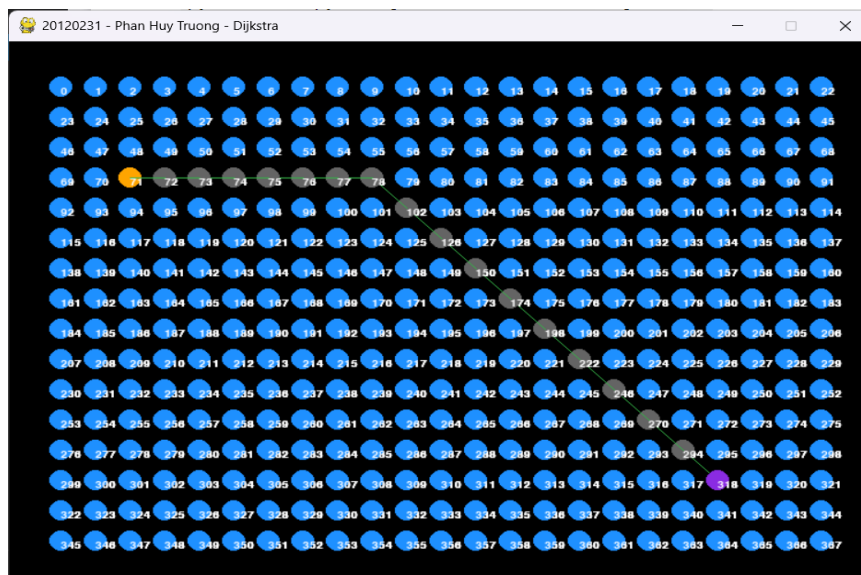 20120231 - Phan Huy Truong - Dijkstra
0 1 2 3 4 5 6 7 8 9 10 11 12 13 14 15 16 17 18 19 20 21 22
23 24 25 26 27 28 29 30 31 32 33 34 35 36 37 38 39 40 41 42 43 44 45
46 47 48 49 50 51 52 53 54 55 56 57 58 59 60 61 62 63 64 65 66 67 68
69 70 71 72 73 74 75 76 77 78 79 80 81 82 83 84 85 86 87 88 89 90 91
92 93 94 95 96 97 98 99 100 101 102 103 104 105 106 107 108 109 110 111 112 113 114
115 116 117 118 119 120 121 122 123 124 125 126 127 128 129 130 131 132 133 134 135 136 137
138 139 140 141 142 143 144 145 146 147 148 149 150 151 152 153 154 155 156 157 158 159 160
161 162 163 164 165 166 167 168 169 170 171 172 173 174 175 176 177 178 179 180 181 182 183
184 185 186 187 188 189 190 191 192 193 194 195 196 197 198 199 200 201 202 203 204 205 206
207 208 209 210 211 212 213 214 215 216 217 218 219 220 221 222 223 224 225 226 227 228 229
230 231 232 233 234 235 236 237 238 239 240 241 242 243 244 245 246 247 248 249 250 251 252
253 254 255 256 257 258 259 260 261 262 263 264 265 266 267 268 269 270 271 272 273 274 275
276 277 278 279 280 281 282 283 284 285 286 287 288 289 290 291 292 293 294 295 296 297 298
299 300 301 302 303 304 305 306 307 308 309 310 311 312 313 314 315 316 317 318 319 320 321
322 323 324 325 326 327 328 329 330 331 332 333 334 335 336 337 338 339 340 341 342 343 344
345 346 347 348 349 350 351 352 353 354 355 356 357 358 359 360 361 362 363 364 365 366 367